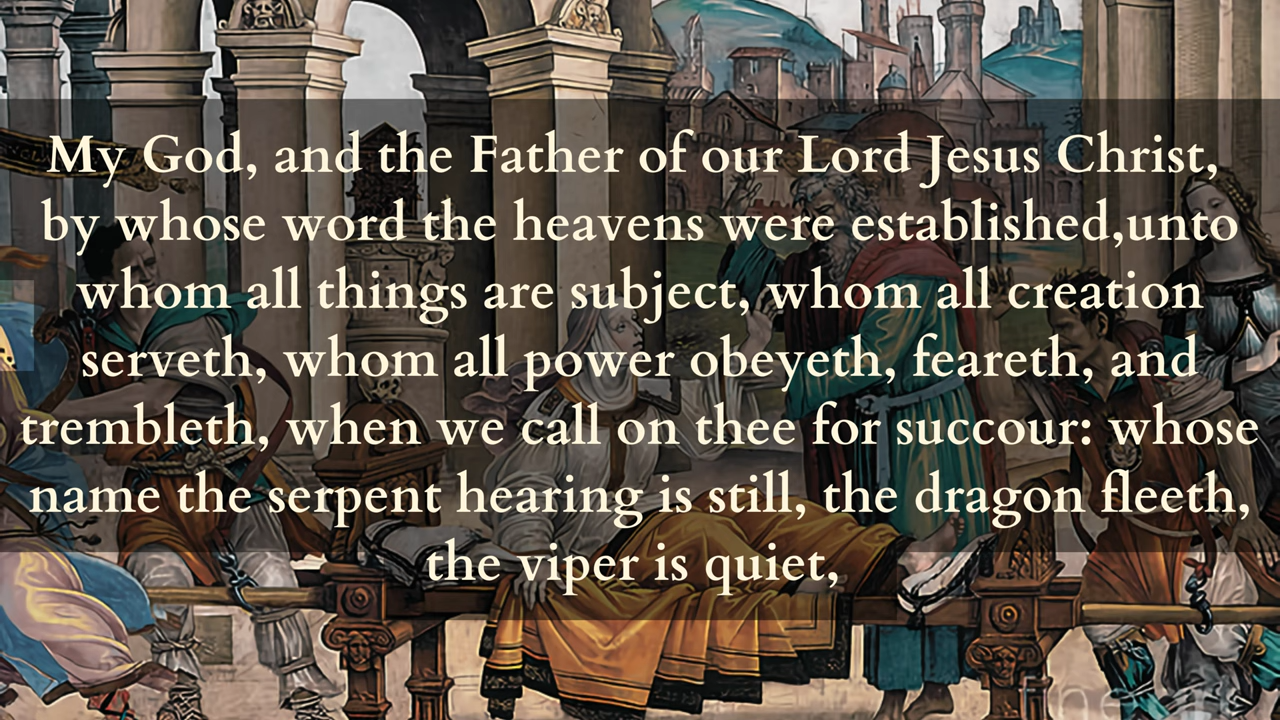 My God, and the Father of our Lord Jesus Christ,
by whose word the heavens were established,unto
whom all things are subject, whom all creation
serveth, whom all power obeyeth, feareth, and
trembleth, when we call on thee for succour: whose
name the serpent hearing is still, the dragon fleeth,
the viper is quiet,